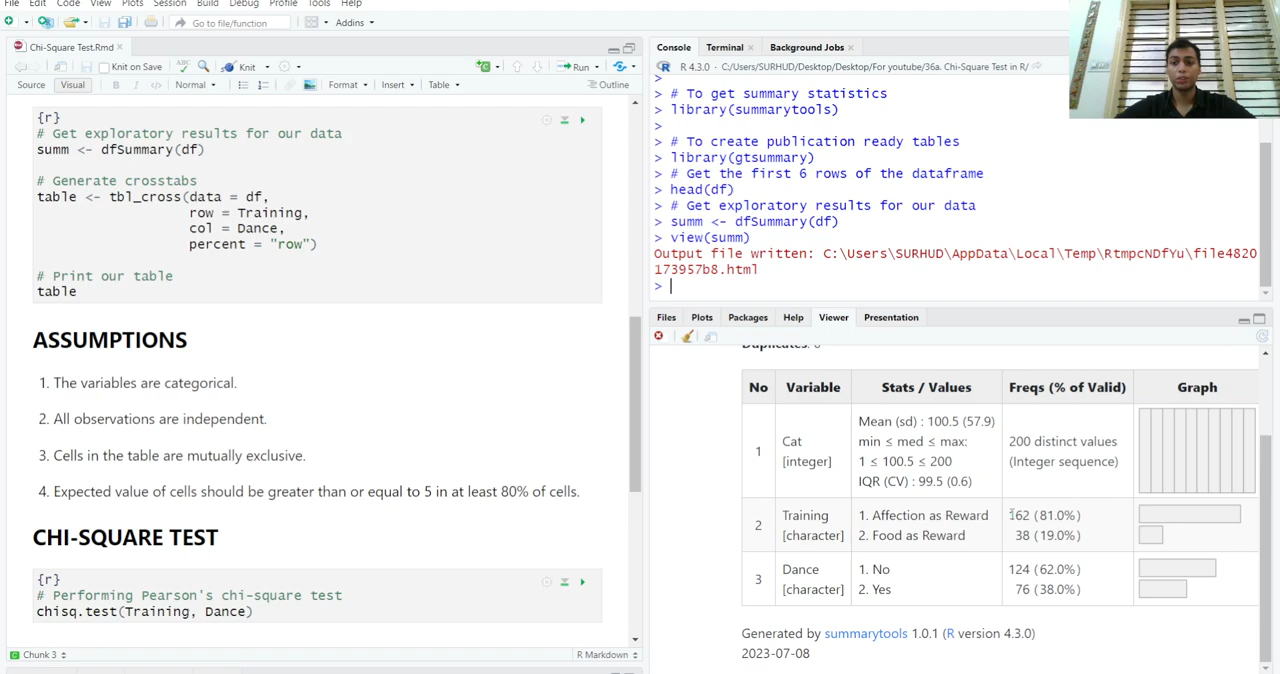 File Edit Code View Plots Session Build Debug Profile Tools Help
Go to file/function Addins
Chi-Square Test.Rmd
Knit on Save Knit Run
Source Visual B I </> Normal Format Insert Table Outline
{r}
# Get exploratory results for our data
summ <- dfSummary(df)
# Generate crosstabs
table <- tbl_cross(data = df,
row = Training,
col = Dance,
percent = "row")
# Print our table
table
ASSUMPTIONS
1. The variables are categorical.
2. All observations are independent.
3. Cells in the table are mutually exclusive.
4. Expected value of cells should be greater than or equal to 5 in at least 80% of cells.
CHI-SQUARE TEST
{r}
# Performing Pearson's chi-square test
chisq.test(Training, Dance)
Chunk 3 R Markdown
Console Terminal Background Jobs
R 4.3.0 · C:/Users/SURHUD/Desktop/Desktop/For youtube/36a. Chi-Square Test in R/
>
> # To get summary statistics
> library(summarytools)
>
> # To create publication ready tables
> library(gtsummary)
> # Get the first 6 rows of the dataframe
> head(df)
> # Get exploratory results for our data
> summ <- dfSummary(df)
> view(summ)
Output file written: C:\Users\SURHUD\AppData\Local\Temp\RtmpcNDfYu\file4820
173957b8.html
>
Files Plots Packages Help Viewer Presentation
Duplicates: 0
No Variable Stats / Values Freqs (% of Valid) Graph
1
Cat
[integer]
Mean (sd) : 100.5 (57.9)
min ≤ med ≤ max:
1 ≤ 100.5 ≤ 200
IQR (CV) : 99.5 (0.6)
200 distinct values
(Integer sequence)
2
Training
[character]
1. Affection as Reward
2. Food as Reward
162 (81.0%)
38 (19.0%)
3
Dance
[character]
1. No
2. Yes
124 (62.0%)
76 (38.0%)
Generated by summarytools 1.0.1 (R version 4.3.0)
2023-07-08